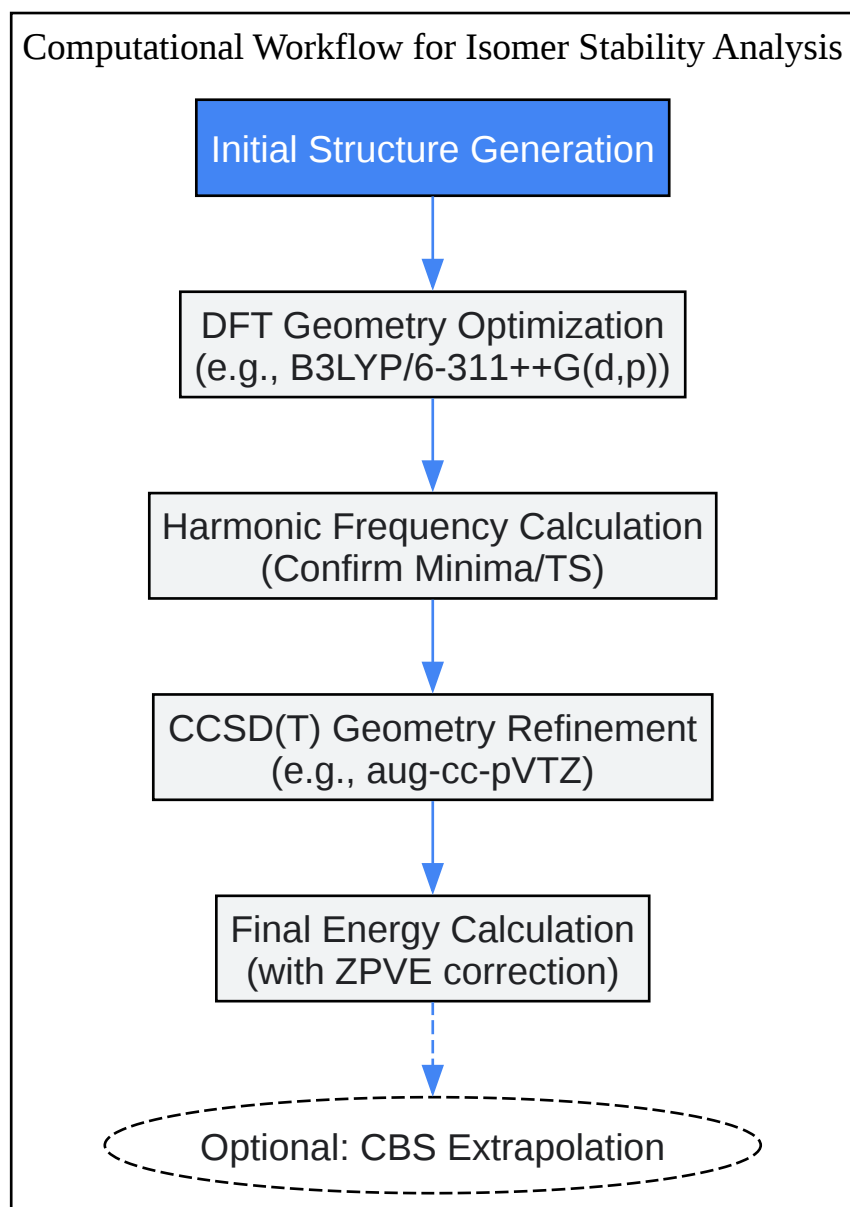 Computational Workflow for Isomer Stability Analysis
Initial Structure Generation
DFT Geometry Optimization
(e.g., B3LYP/6-311++G(d,p))
Harmonic Frequency Calculation
(Confirm Minima/TS)
CCSD(T) Geometry Refinement
(e.g., aug-cc-pVTZ)
Final Energy Calculation
(with ZPVE correction)
Optional: CBS Extrapolation